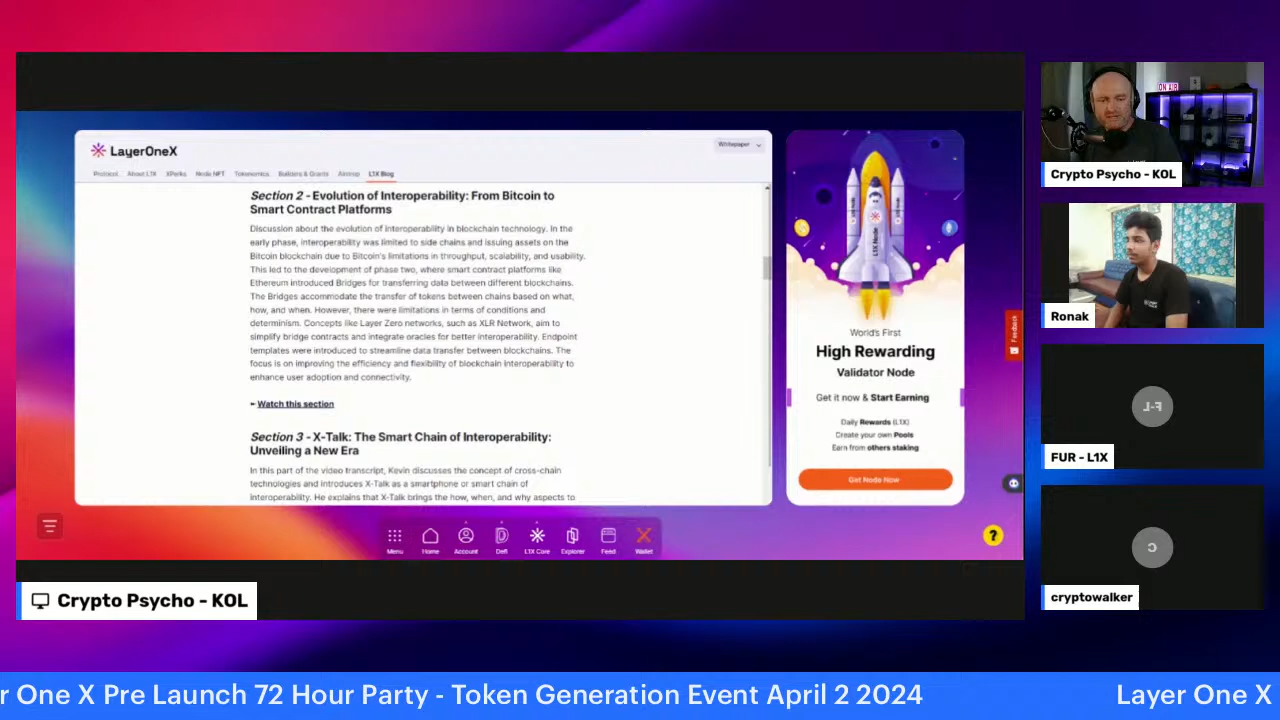 LayerOneX
Whitepaper
Protocol
About L1X
XPerks
Node NFT
Tokenomics
Builders & Grants
Airdrop
L1X Blog
Section 2 - Evolution of Interoperability: From Bitcoin to
Smart Contract Platforms
Discussion about the evolution of interoperability in blockchain technology. In the
early phase, interoperability was limited to side chains and issuing assets on the
Bitcoin blockchain due to Bitcoin's limitations in throughput, scalability, and usability.
This led to the development of phase two, where smart contract platforms like
Ethereum introduced Bridges for transferring data between different blockchains.
The Bridges accommodate the transfer of tokens between chains based on what,
how, and when. However, there were limitations in terms of conditions and
determinism. Concepts like Layer Zero networks, such as XLR Network, aim to
simplify bridge contracts and integrate oracles for better interoperability. Endpoint
templates were introduced to streamline data transfer between blockchains. The
focus is on improving the efficiency and flexibility of blockchain interoperability to
enhance user adoption and connectivity.
Watch this section
Section 3 - X-Talk: The Smart Chain of Interoperability:
Unveiling a New Era
In this part of the video transcript, Kevin discusses the concept of cross-chain
technologies and introduces X-Talk as a smartphone or smart chain of
interoperability. He explains that X-Talk brings the how, when, and why aspects to
L1X Node
World's First
High Rewarding
Validator Node
Get it now & Start Earning
Daily Rewards (L1X)
Create your own Pools
Earn from others staking
Get Node Now
Feedback
?
Menu
Home
Account
Defi
L1X Core
Explorer
Feed
Wallet
Crypto Psycho - KOL
ON AIR
Crypto Psycho - KOL
Ronak
F-L
FUR - L1X
C
cryptowalker
r One X Pre Launch 72 Hour Party - Token Generation Event April 2 2024
Layer One X